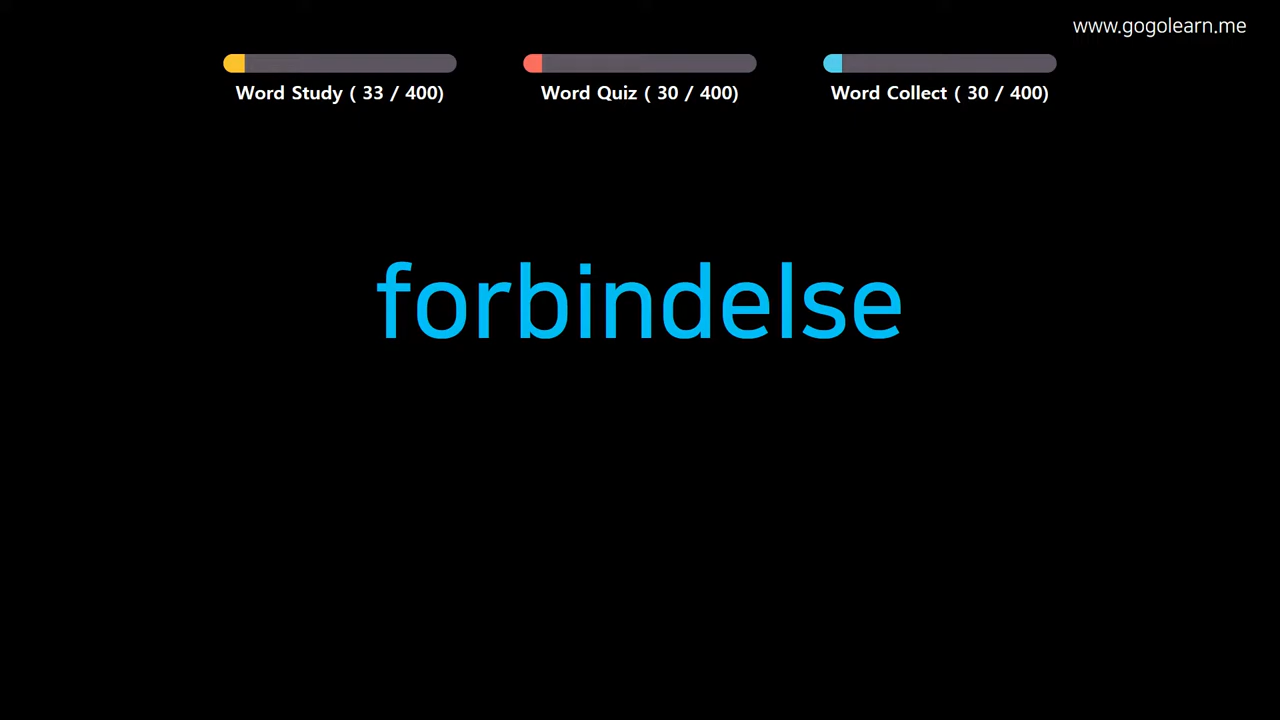 www.gogolearn.me
Word Study ( 33 / 400)
Word Quiz ( 30 / 400)
Word Collect ( 30 / 400)
forbindelse